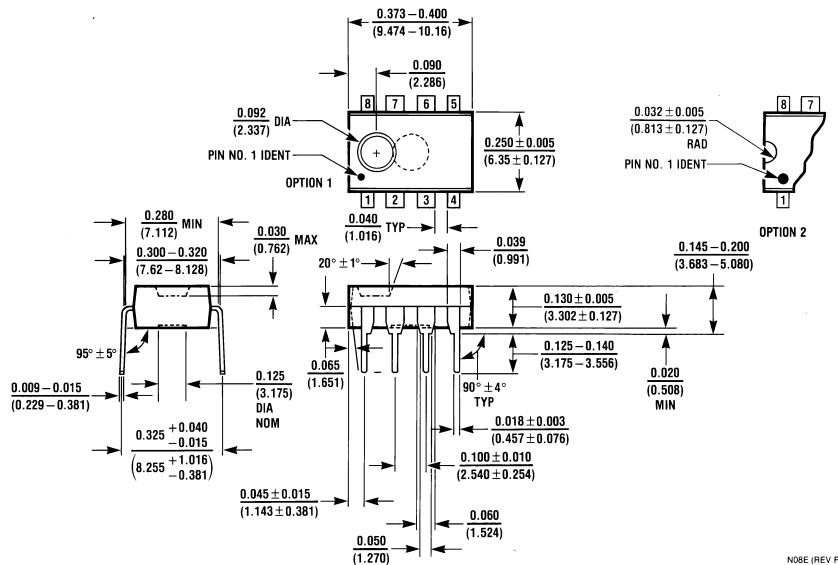 0.373 – 0.400
(9.474 – 10.16)
0.090
(2.286)
8 7 6 5
0.092
(2.337) DIA
PIN NO. 1 IDENT
OPTION 1
0.250 ± 0.005
(6.35 ± 0.127)
1 2 3 4
0.032 ± 0.005
(0.813 ± 0.127)
RAD
PIN NO. 1 IDENT
8 7
1
OPTION 2
0.280
(7.112) MIN
0.030
(0.762) MAX
0.040
(1.016) TYP
0.300 – 0.320
(7.62 – 8.128)
20° ± 1°
0.039
(0.991)
0.145 – 0.200
(3.683 – 5.080)
0.130 ± 0.005
(3.302 ± 0.127)
95° ± 5°
0.125
(3.175)
DIA
NOM
0.065
(1.651)
0.125 – 0.140
(3.175 – 3.556)
90° ± 4°
TYP
0.020
(0.508)
MIN
0.009 – 0.015
(0.229 – 0.381)
0.018 ± 0.003
(0.457 ± 0.076)
0.325 +0.040
-0.015
(8.255 +1.016
-0.381)
0.100 ± 0.010
(2.540 ± 0.254)
0.045 ± 0.015
(1.143 ± 0.381)
0.060
(1.524)
0.050
(1.270)
N08E (REV F